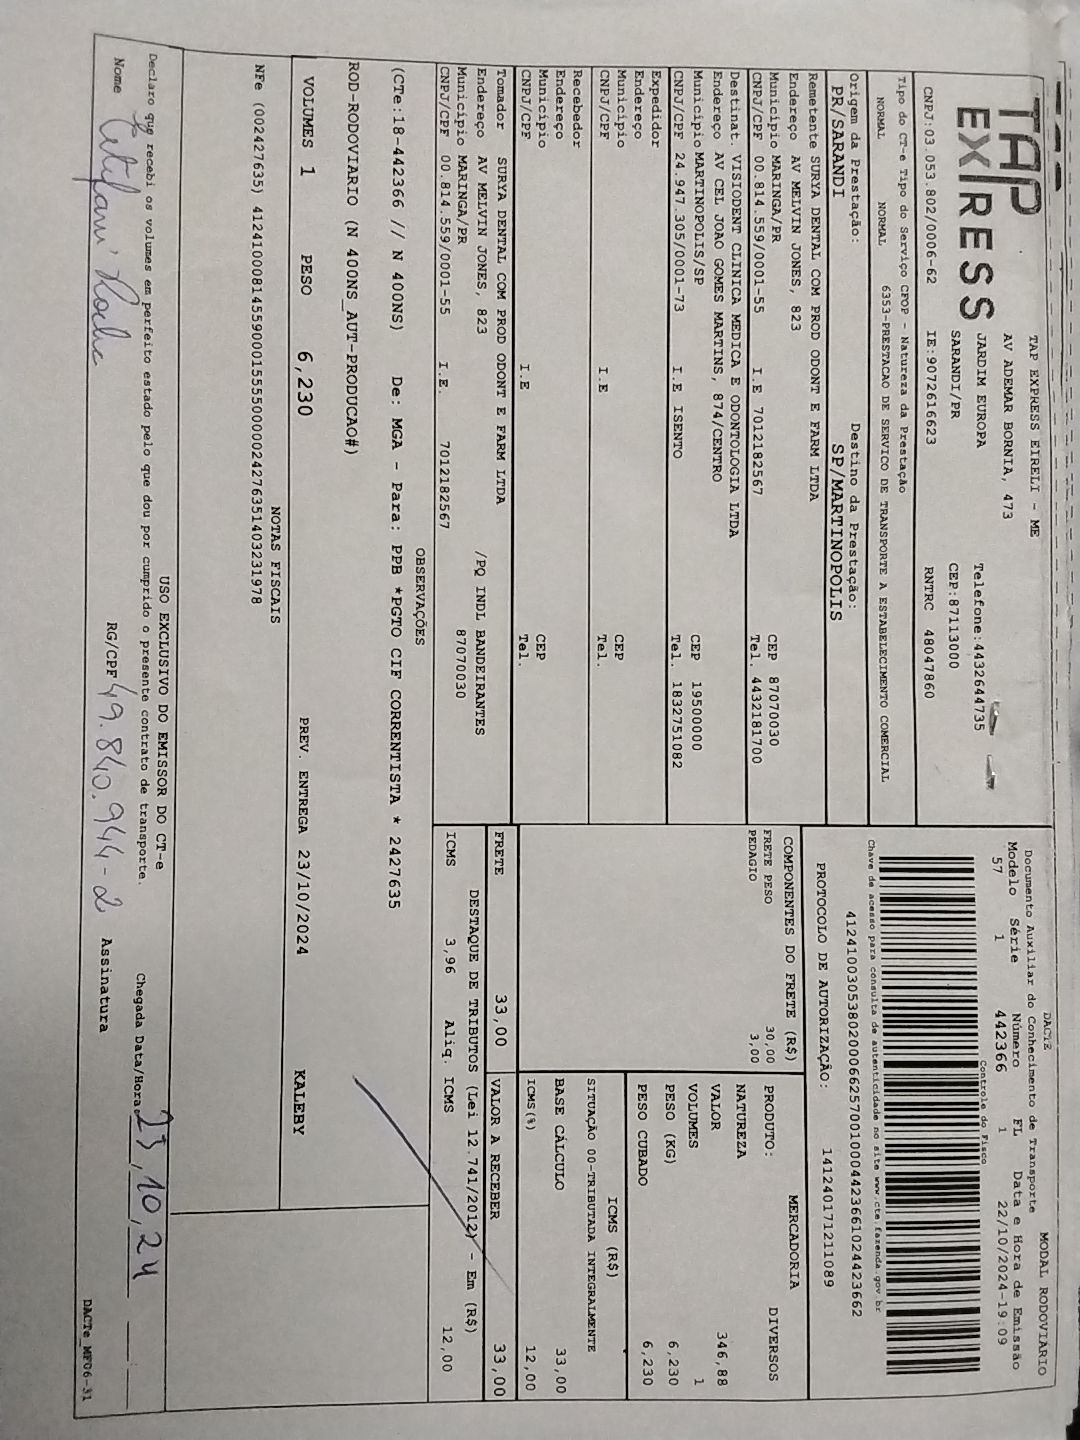 TAP EXPRESS
TAP EXPRESS EIRELI - ME
AV ADEMAR BORNIA, 473
JARDIM EUROPA Telefone:4432644735
SARANDI/PR CEP:87113000
CNPJ:03.053.802/0006-62 IE:9072616623 RNTRC 48047860
Tipo do CT-e Tipo do Serviço CFOP - Natureza da Prestação
NORMAL NORMAL 6353-PRESTACAO DE SERVICO DE TRANSPORTE A ESTABELECIMENTO COMERCIAL
Origem da Prestação: Destino da Prestação:
PR/SARANDI SP/MARTINOPOLIS
Remetente SURYA DENTAL COM PROD ODONT E FARM LTDA
Endereço AV MELVIN JONES, 823
Município MARINGA/PR CEP 87070030
CNPJ/CPF 00.814.559/0001-55 I.E 7012182567 Tel. 4432181700
Destinat. VISIODENT CLINICA MEDICA E ODONTOLOGIA LTDA
Endereço AV CEL JOAO GOMES MARTINS, 874/CENTRO
Município MARTINOPOLIS/SP CEP 19500000
CNPJ/CPF 24.947.305/0001-73 I.E ISENTO Tel. 1832751082
Expedidor
Endereço
Município CEP
CNPJ/CPF I.E Tel.
Recebedor
Endereço
Município CEP
CNPJ/CPF I.E Tel.
Tomador SURYA DENTAL COM PROD ODONT E FARM LTDA
Endereço AV MELVIN JONES, 823 /PQ INDL BANDEIRANTES
Município MARINGA/PR 87070030
CNPJ/CPF 00.814.559/0001-55 I.E. 7012182567
DACTE MODAL RODOVIÁRIO
Documento Auxiliar do Conhecimento de Transporte
Modelo Série Número FL Data e Hora de Emissão
57 1 442366 1 22/10/2024-19:09
Controle do Fisco
Chave de acesso para consulta de autenticidade no site www.cte.fazenda.gov.br
41241003053802000662570010004423661024423662
PROTOCOLO DE AUTORIZAÇÃO: 141240171211089
COMPONENTES DO FRETE (R$)
FRETE PESO 30,00
PEDAGIO 3,00
MERCADORIA
PRODUTO: DIVERSOS
NATUREZA
VALOR 346,88
VOLUMES 1
PESO (KG) 6,230
PESO CUBADO 6,230
ICMS (R$)
SITUAÇÃO 00-TRIBUTADA INTEGRALMENTE
BASE CÁLCULO 33,00
ICMS(%) 12,00
FRETE 33,00 VALOR A RECEBER 33,00
DESTAQUE DE TRIBUTOS (Lei 12.741/2012) - Em (R$)
ICMS 3,96 Aliq. ICMS 12,00
OBSERVAÇÕES
(CTe:18-442366 // N 400NS) De: MGA - Para: PPB *PGTO CIF CORRENTISTA * 2427635
ROD-RODOVIARIO (N 400NS_AUT-PRODUCAO#)
VOLUMES 1 PESO 6,230 PREV. ENTREGA 23/10/2024 KALEBY
NOTAS FISCAIS
NFe (002427635) 41241000814559000155550000024276351403231978
USO EXCLUSIVO DO EMISSOR DO CT-e
Declaro que recebi os volumes em perfeito estado pelo que dou por cumprido o presente contrato de transporte. Chegada Data/Hora: 23,10,24
Nome Rocha RG/CPF 49.840.944-2 Assinatura
DACTe_MF06-31